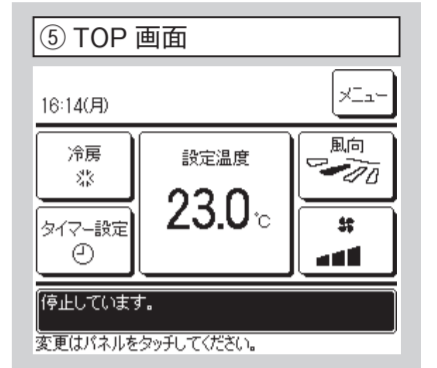 ⑤ TOP 画面
16:14(月)
メニュー
冷房
設定温度
風向
23.0℃
タイマー設定
停止しています。
変更はパネルをタッチしてください。